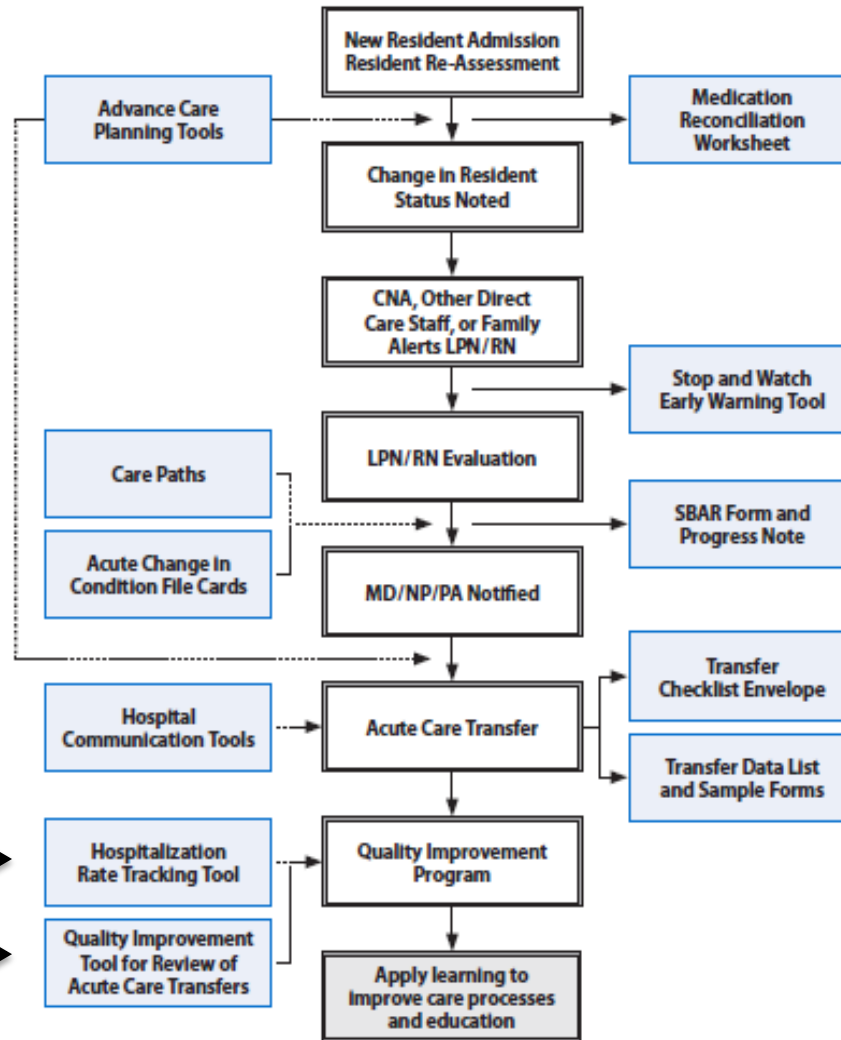 New Resident Admission
Resident Re-Assessment
Advance Care
Planning Tools
Medication
Reconciliation
Worksheet
Change in Resident
Status Noted
CNA, Other Direct
Care Staff, or Family
Alerts LPN/RN
Stop and Watch
Early Warning Tool
LPN/RN Evaluation
Care Paths
SBAR Form and
Progress Note
Acute Change in
Condition File Cards
MD/NP/PA Notified
Transfer
Checklist Envelope
Hospital
Communication Tools
Acute Care Transfer
Transfer Data List
and Sample Forms
Hospitalization
Rate Tracking Tool
Quality Improvement
Program
Quality Improvement
Tool for Review of
Acute Care Transfers
Apply learning to
improve care processes
and education